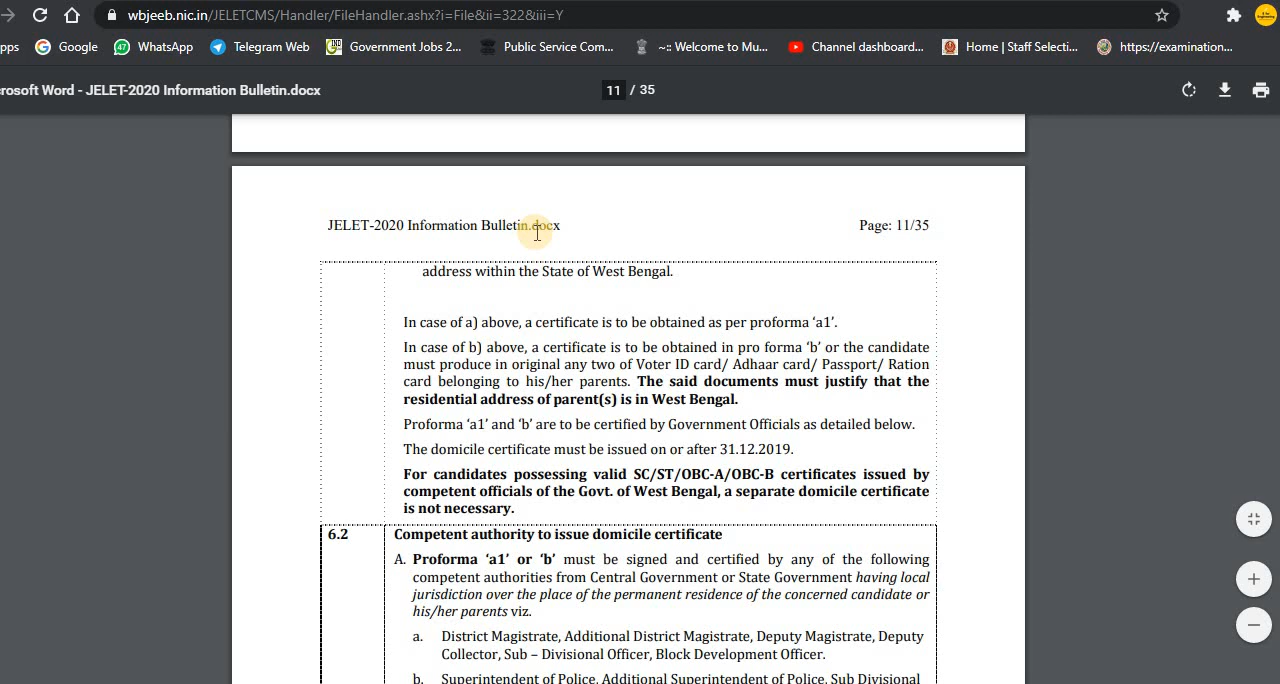 wbjeeb.nic.in/JELETCMS/Handler/FileHandler.ashx?i=File&ii=322&iii=Y
pps Google WhatsApp Telegram Web Government Jobs 2... Public Service Com... ~:: Welcome to Mu... Channel dashboard... Home | Staff Selecti... https://examination...
rosoft Word - JELET-2020 Information Bulletin.docx 11 / 35
JELET-2020 Information Bulletin.docx Page: 11/35
address within the State of West Bengal.
In case of a) above, a certificate is to be obtained as per proforma ‘a1’.
In case of b) above, a certificate is to be obtained in pro forma ‘b’ or the candidate
must produce in original any two of Voter ID card/ Adhaar card/ Passport/ Ration
card belonging to his/her parents. The said documents must justify that the
residential address of parent(s) is in West Bengal.
Proforma ‘a1’ and ‘b’ are to be certified by Government Officials as detailed below.
The domicile certificate must be issued on or after 31.12.2019.
For candidates possessing valid SC/ST/OBC-A/OBC-B certificates issued by
competent officials of the Govt. of West Bengal, a separate domicile certificate
is not necessary.
6.2 Competent authority to issue domicile certificate
A. Proforma ‘a1’ or ‘b’ must be signed and certified by any of the following
competent authorities from Central Government or State Government having local
jurisdiction over the place of the permanent residence of the concerned candidate or
his/her parents viz.
a. District Magistrate, Additional District Magistrate, Deputy Magistrate, Deputy
Collector, Sub – Divisional Officer, Block Development Officer.
b. Superintendent of Police, Additional Superintendent of Police, Sub Divisional